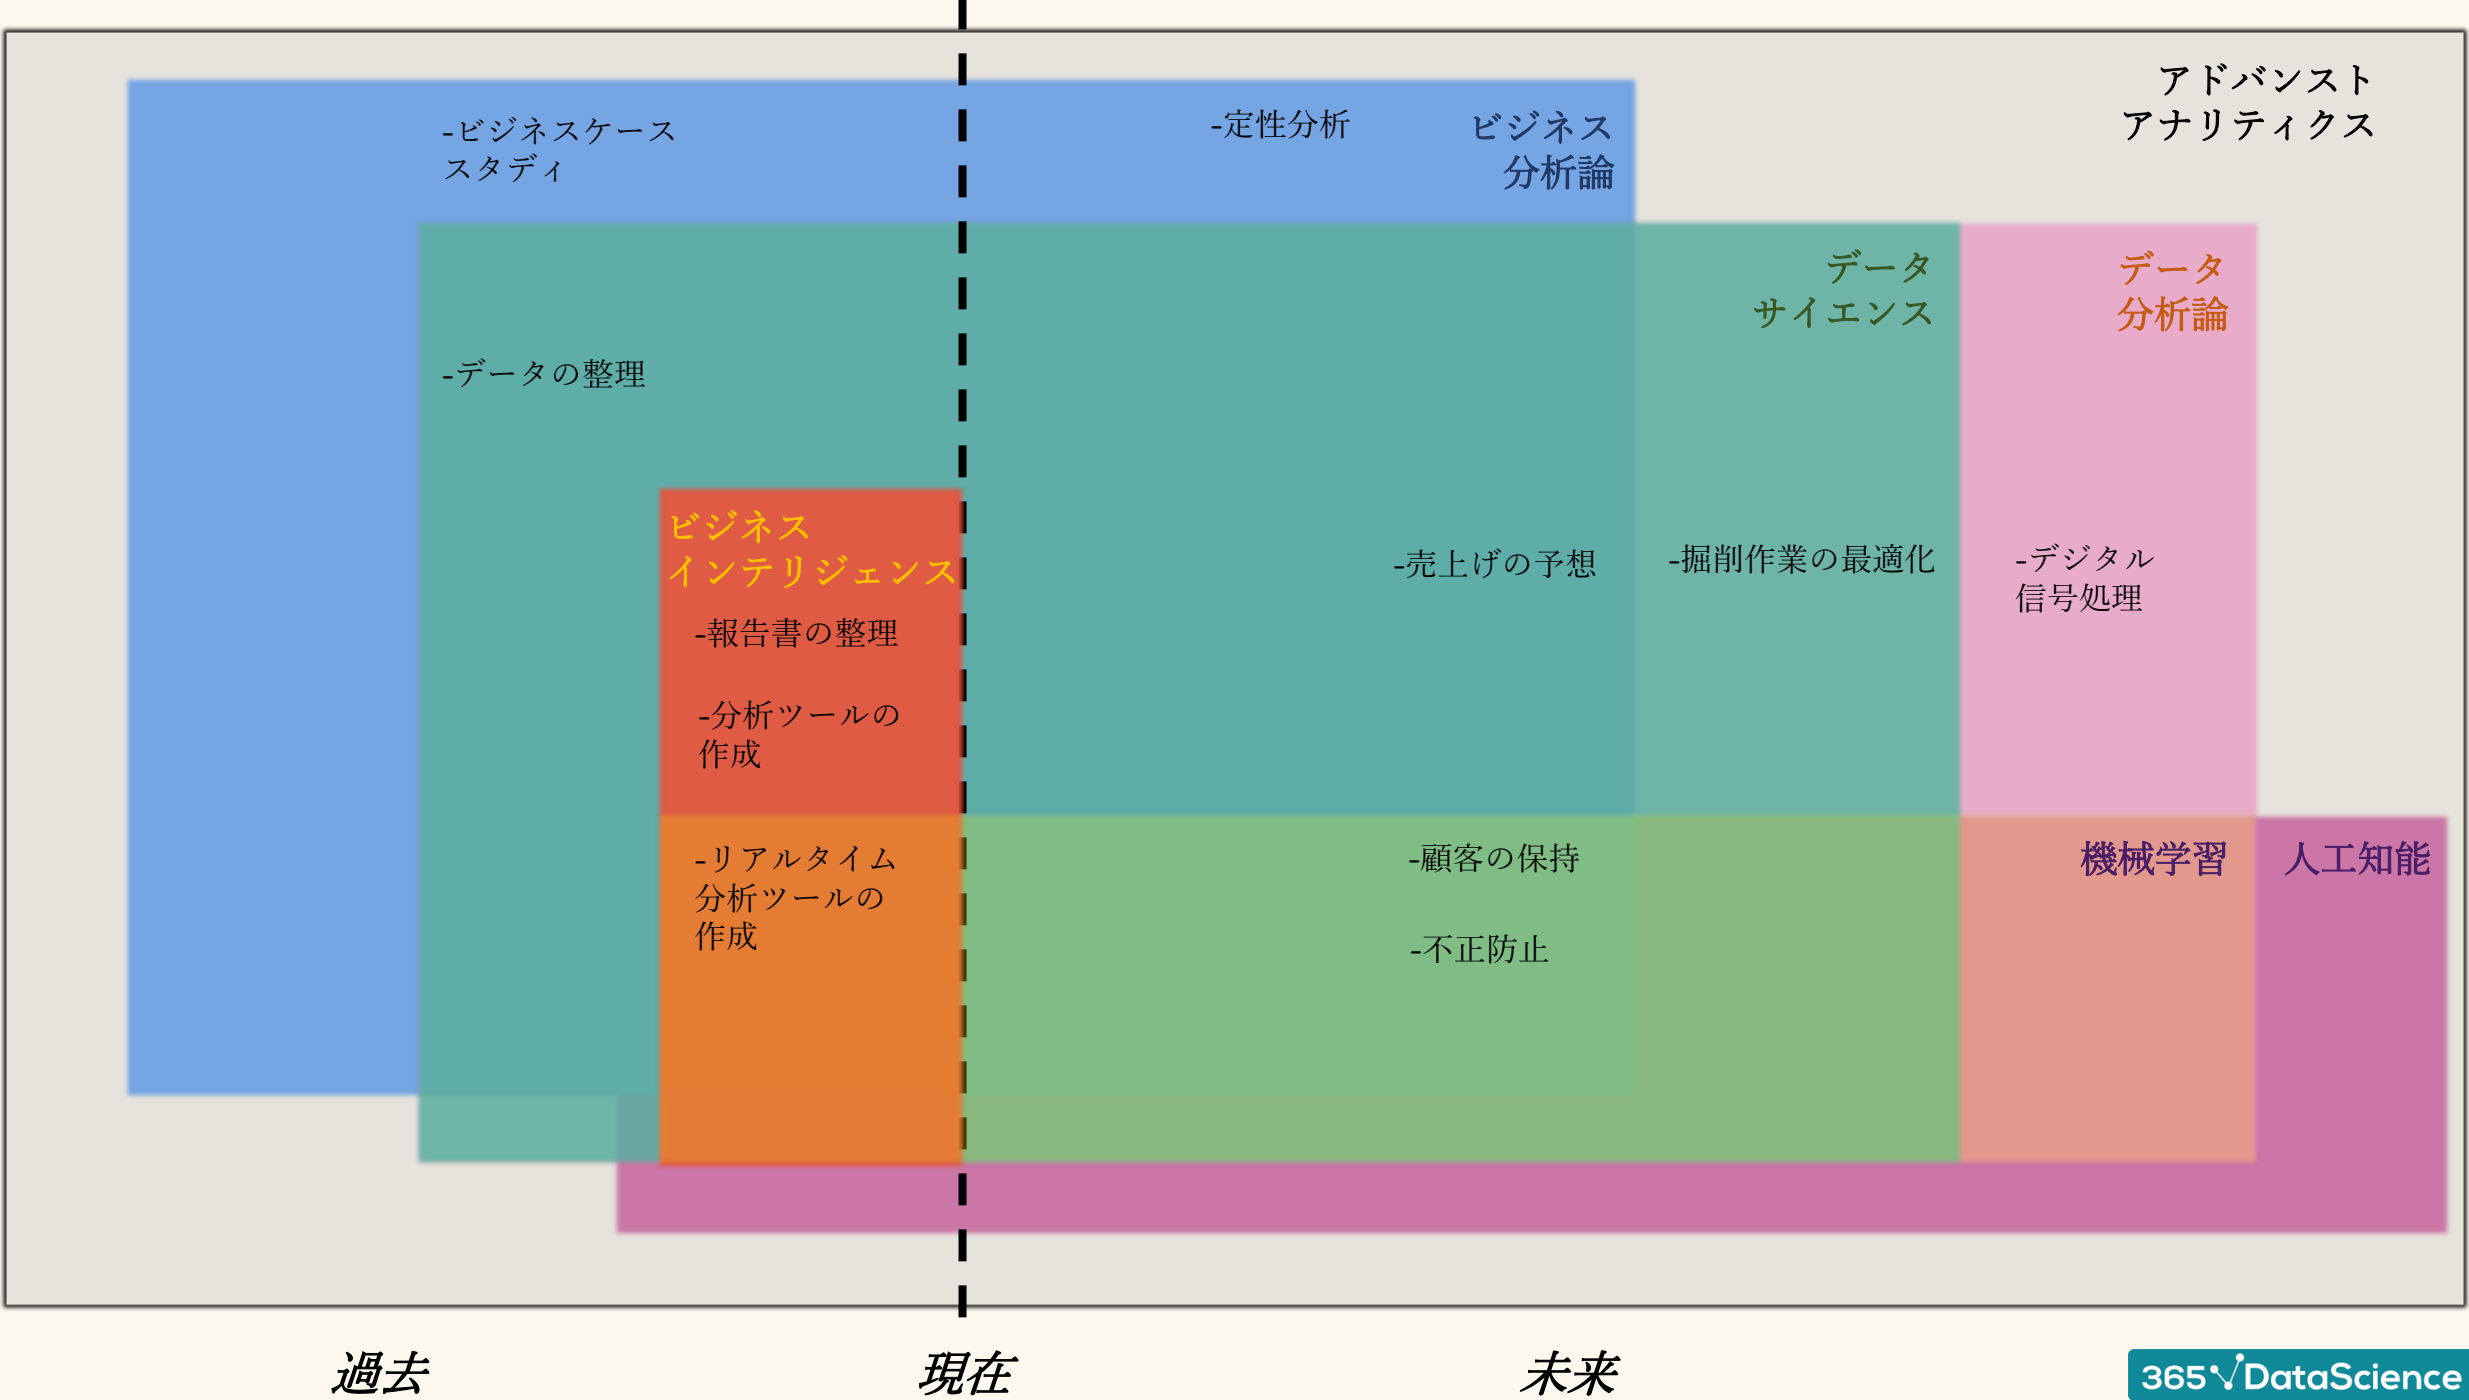 アドバンスト
アナリティクス
-ビジネスケース
スタディ
-定性分析
ビジネス
分析論
データ
サイエンス
データ
分析論
-データの整理
ビジネス
インテリジェンス
-報告書の整理
-分析ツールの
作成
-売上げの予想
-掘削作業の最適化
-デジタル
信号処理
-リアルタイム
分析ツールの
作成
-顧客の保持
-不正防止
機械学習
人工知能
過去
現在
未来
365 DataScience